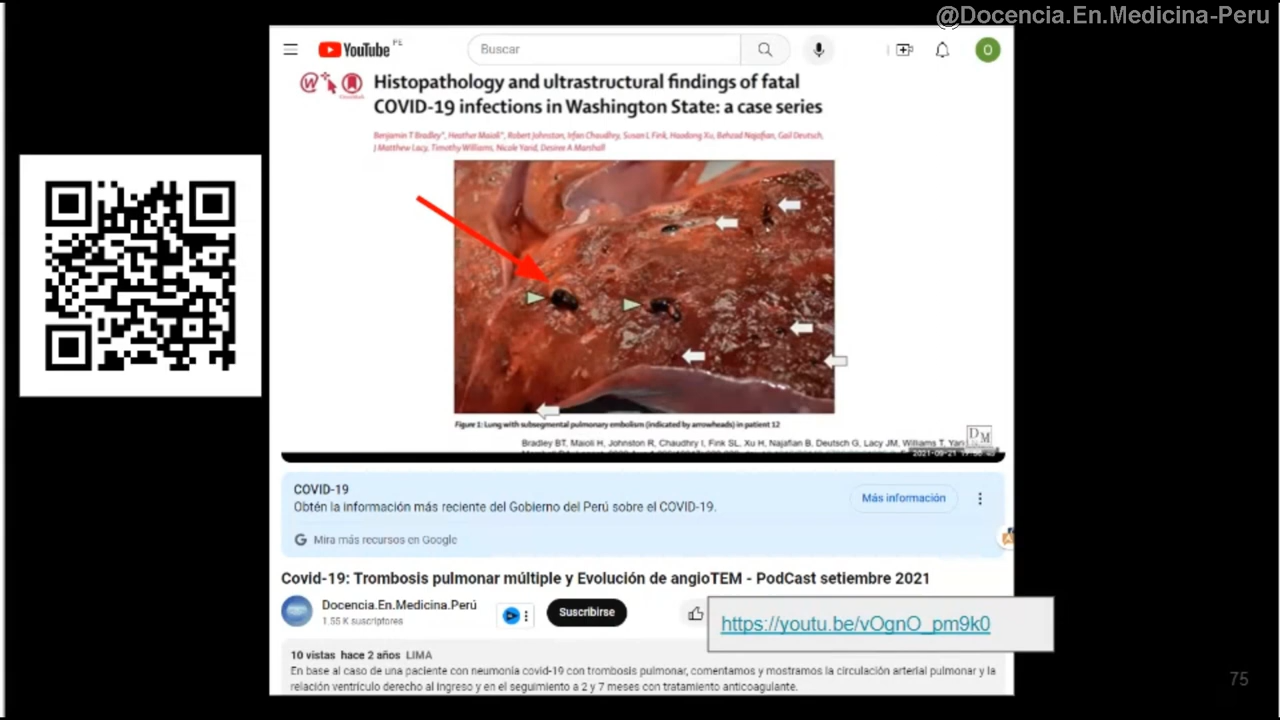 @Docencia.En.Medicina-Peru
YouTube PE
Buscar
O
Histopathology and ultrastructural findings of fatal
COVID-19 infections in Washington State: a case series
Benjamin T Bradley*, Heather Maioli*, Robert Johnston, Irfan Chaudhry, Susan L Fink, Haodong Xu, Behzad Najafian, Gail Deutsch,
J Matthew Lacy, Timothy Williams, Nicole Yarid, Desiree A Marshall
Figure 1: Lung with subsegmental pulmonary embolism (indicated by arrowheads) in patient 12
DM
Bradley BT, Maioli H, Johnston R, Chaudhry I, Fink SL, Xu H, Najafian B, Deutsch G, Lacy JM, Williams T,
2021-09-21
COVID-19
Obtén la información más reciente del Gobierno del Perú sobre el COVID-19.
Más información
G Mira más recursos en Google
Covid-19: Trombosis pulmonar múltiple y Evolución de angioTEM - PodCast setiembre 2021
Docencia.En.Medicina.Perú
1.55 K suscriptores
Suscribirse
https://youtu.be/vOgnO_pm9k0
10 vistas hace 2 años LIMA
En base al caso de una paciente con neumonía covid-19 con trombosis pulmonar, comentamos y mostramos la circulación arterial pulmonar y la
relación ventrículo derecho al ingreso y en el seguimiento a 2 y 7 meses con tratamiento anticoagulante.
75